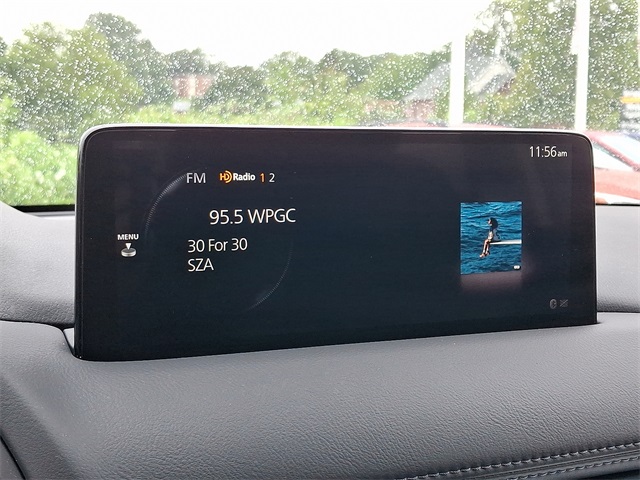 11:56am
FM HD Radio 1 2
95.5 WPGC
MENU
30 For 30
SZA